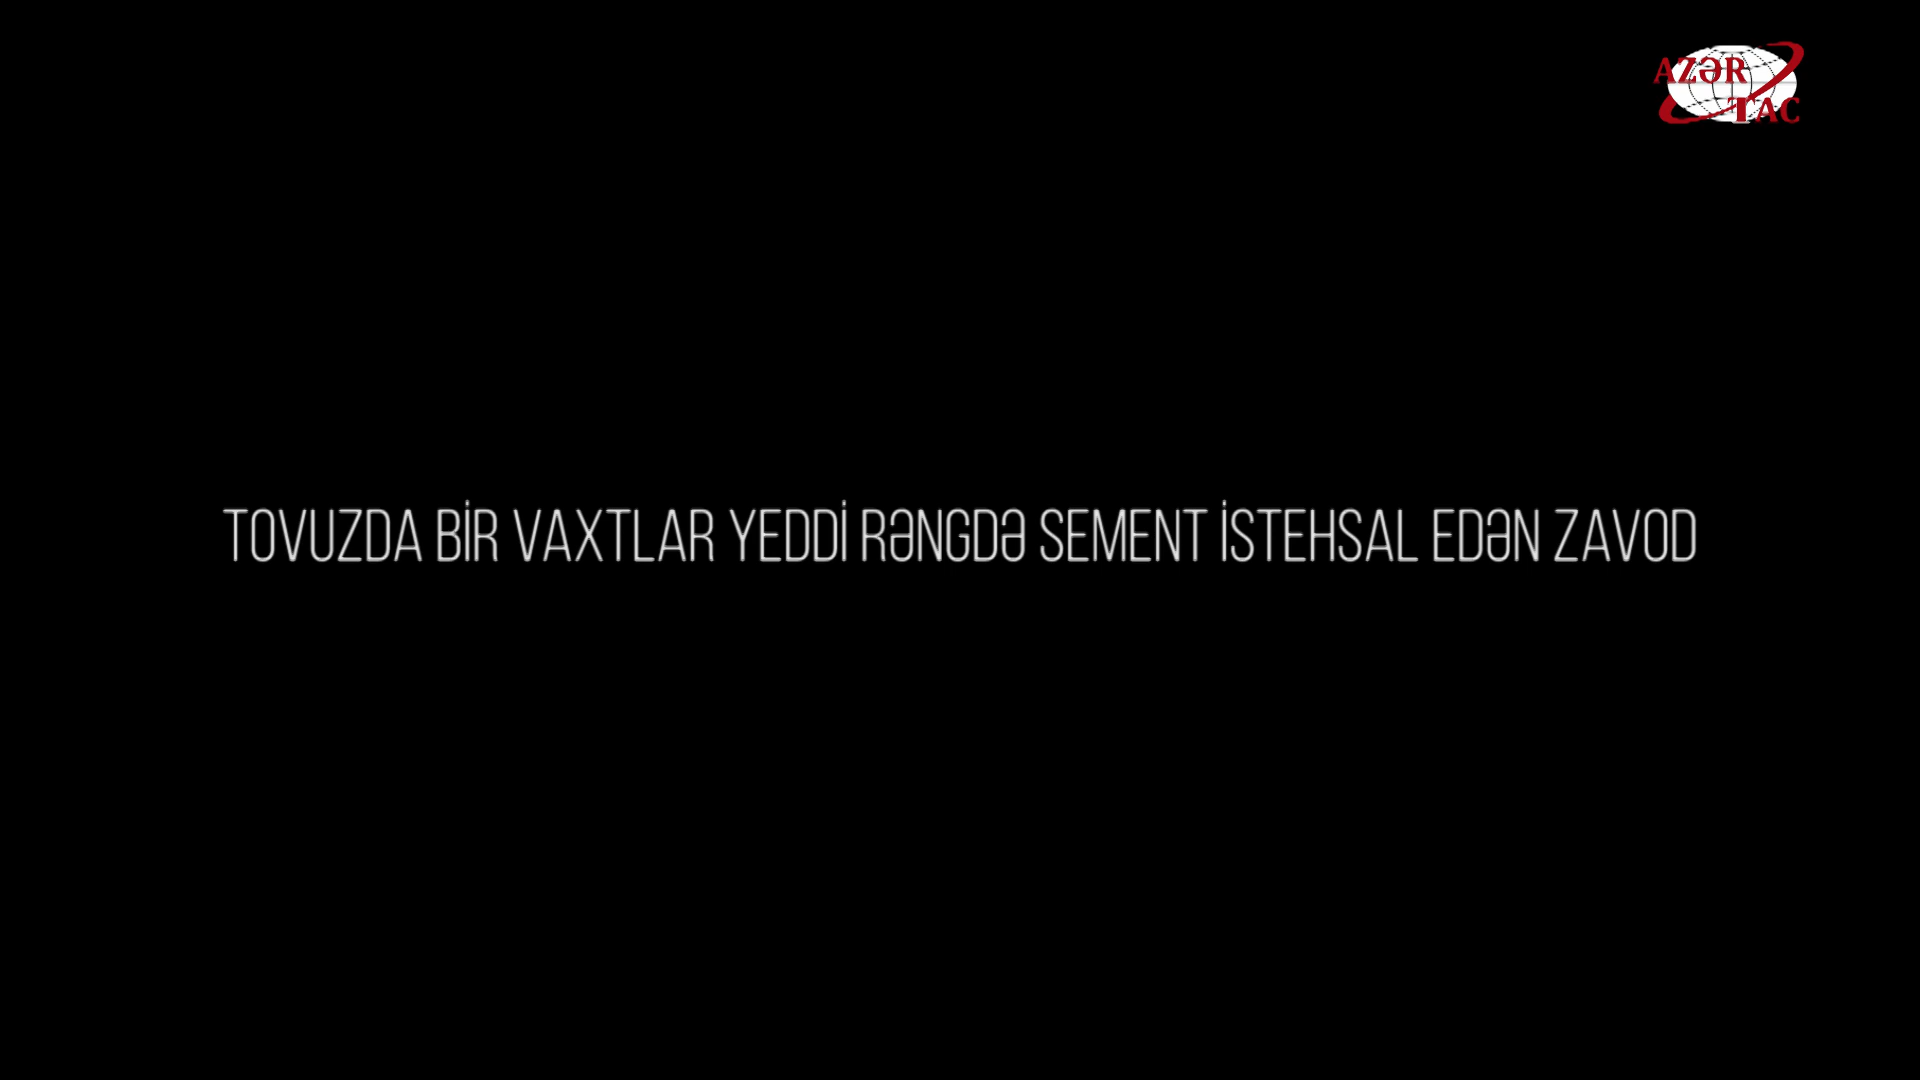 AZƏR
TAC
TOVUZDA BİR VAXTLAR YEDDİ RƏNGDƏ SEMENT İSTEHSAL EDƏN ZAVOD